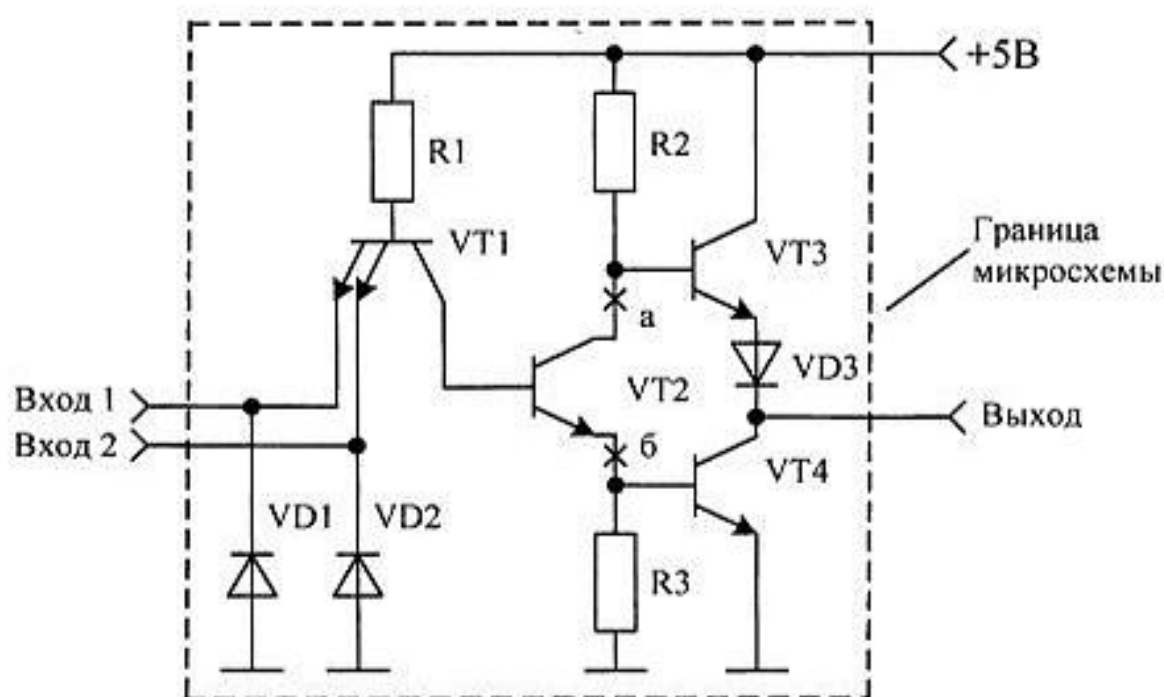 +5В
R1
R2
VT1
VT3
Граница
микросхемы
а
VD3
Вход 1
VT2
Выход
Вход 2
б
VT4
VD1
VD2
R3